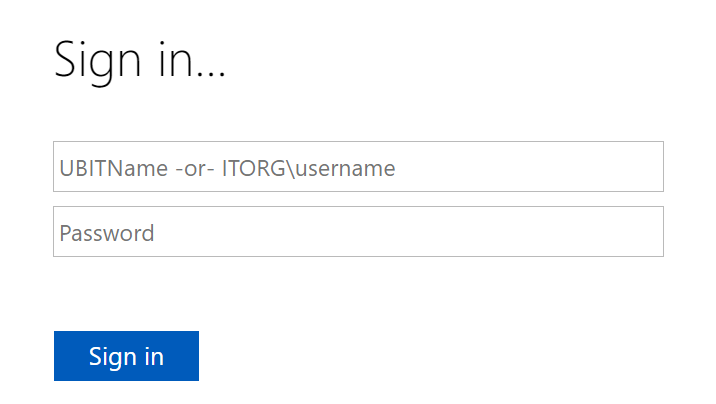 Sign in...
UBITName -or- ITORG\username
Password
Sign in